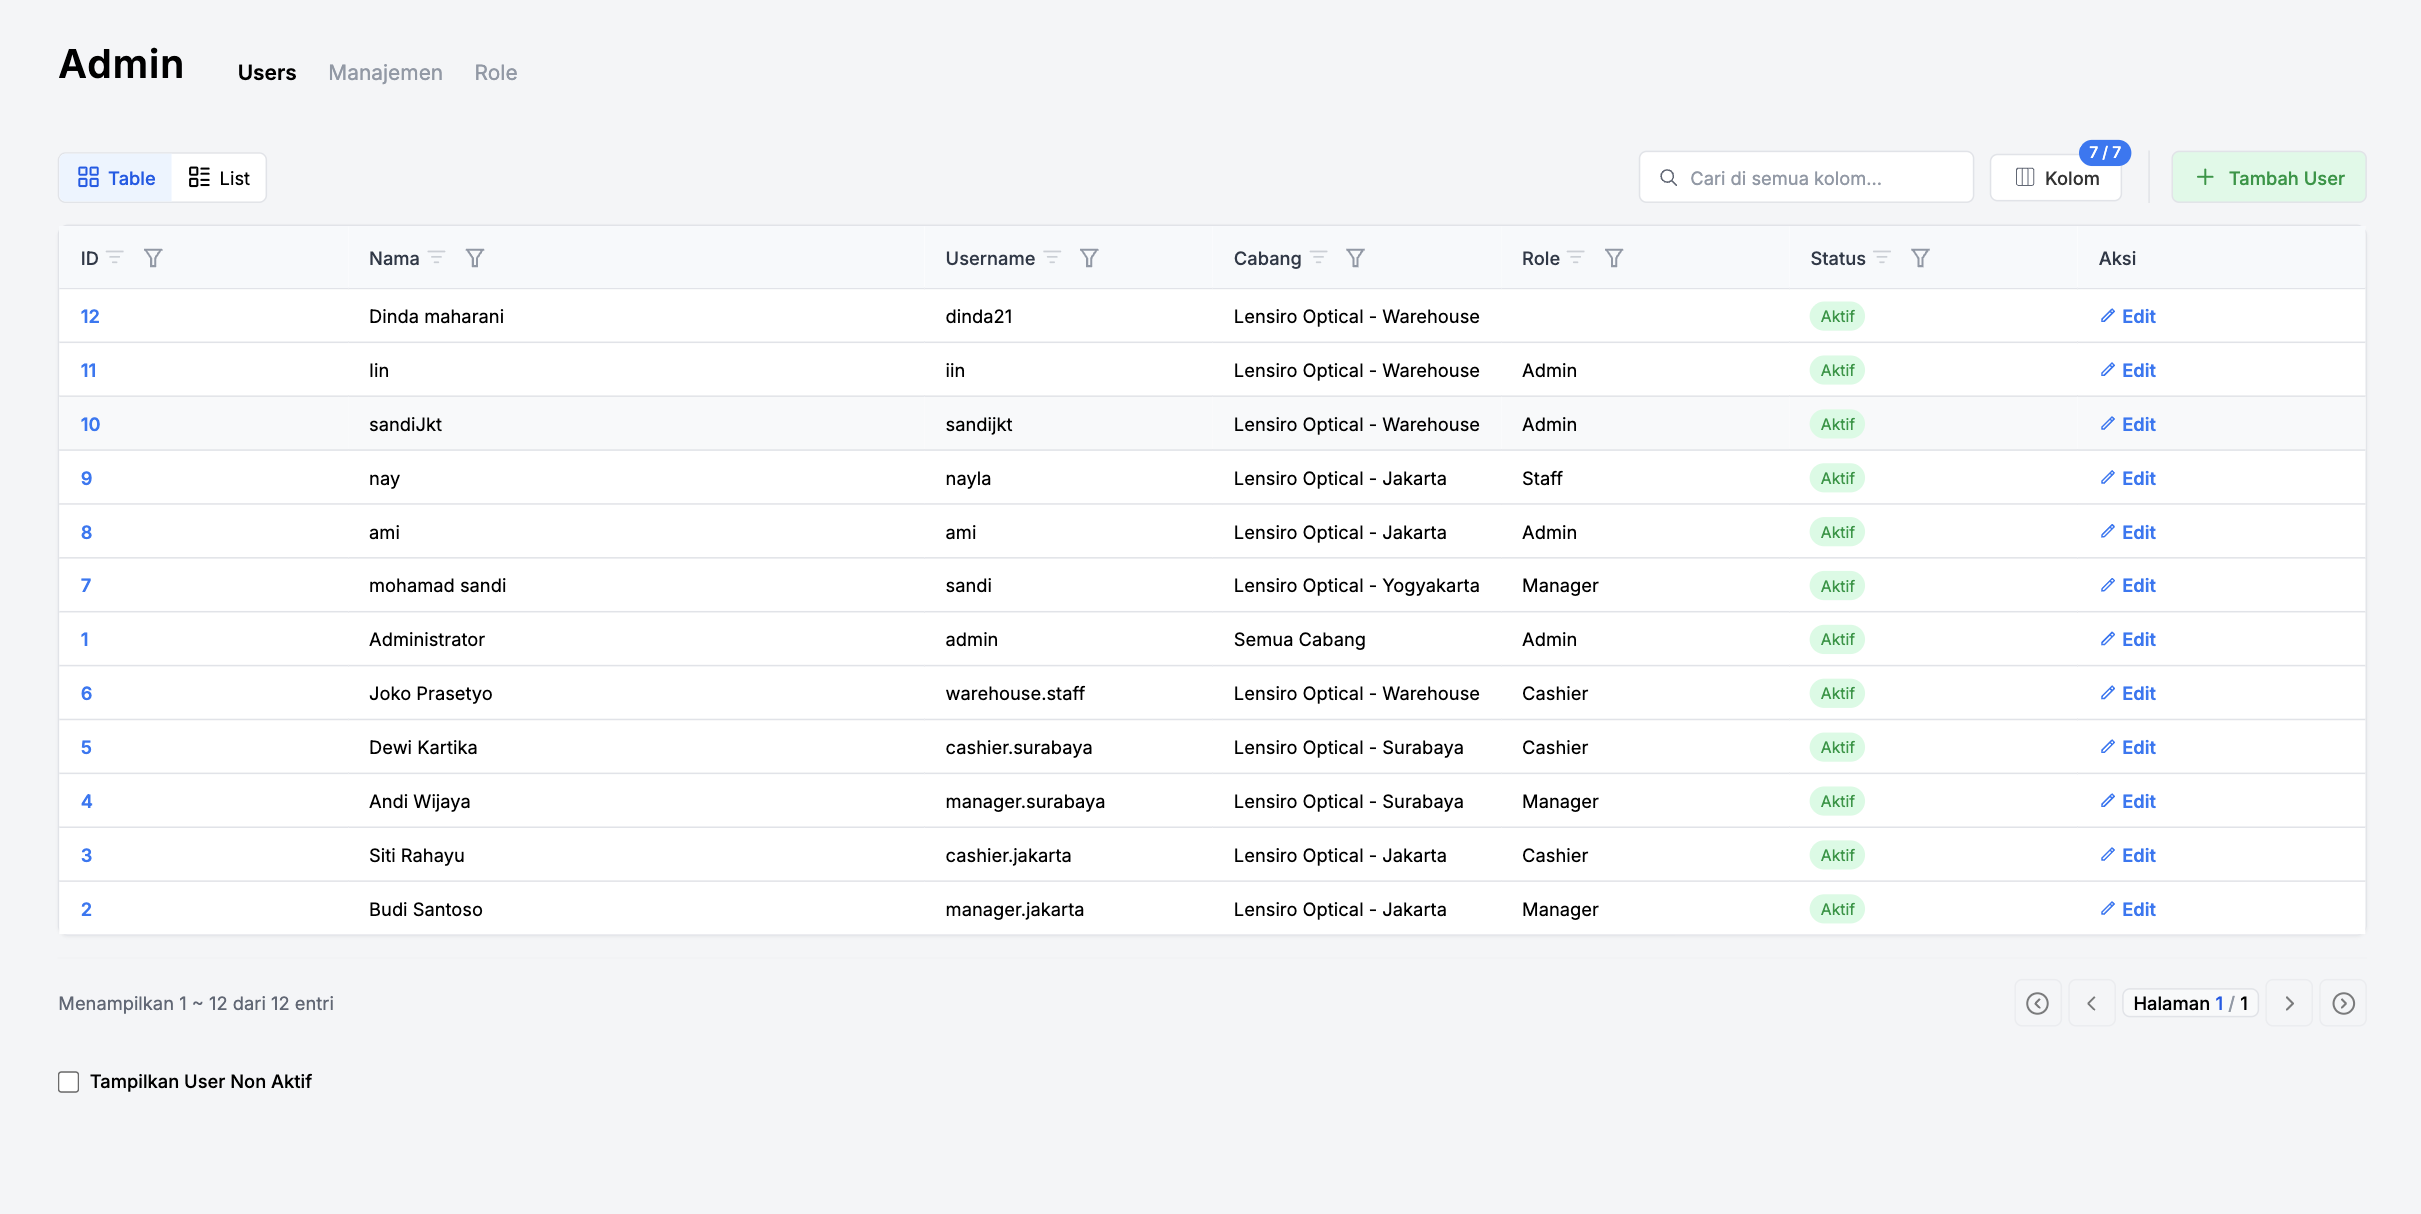 Admin Users Manajemen Role
Table List Cari di semua kolom... Kolom 7 / 7 Tambah User
ID Nama Username Cabang Role Status Aksi
12 Dinda maharani dinda21 Lensiro Optical - Warehouse Aktif Edit
11 Iin iin Lensiro Optical - Warehouse Admin Aktif Edit
10 sandiJkt sandijkt Lensiro Optical - Warehouse Admin Aktif Edit
9 nay nayla Lensiro Optical - Jakarta Staff Aktif Edit
8 ami ami Lensiro Optical - Jakarta Admin Aktif Edit
7 mohamad sandi sandi Lensiro Optical - Yogyakarta Manager Aktif Edit
1 Administrator admin Semua Cabang Admin Aktif Edit
6 Joko Prasetyo warehouse.staff Lensiro Optical - Warehouse Cashier Aktif Edit
5 Dewi Kartika cashier.surabaya Lensiro Optical - Surabaya Cashier Aktif Edit
4 Andi Wijaya manager.surabaya Lensiro Optical - Surabaya Manager Aktif Edit
3 Siti Rahayu cashier.jakarta Lensiro Optical - Jakarta Cashier Aktif Edit
2 Budi Santoso manager.jakarta Lensiro Optical - Jakarta Manager Aktif Edit
Menampilkan 1 ~ 12 dari 12 entri Halaman 1 / 1
Tampilkan User Non Aktif